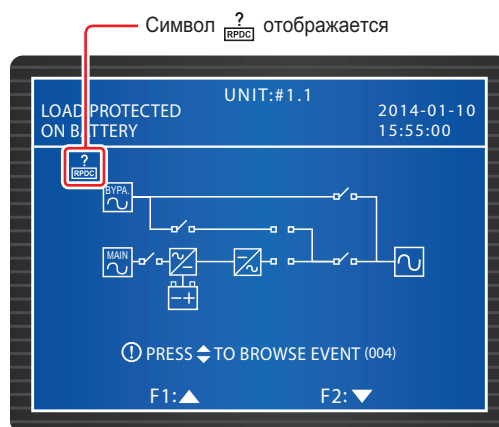 Символ ? RPDC отображается
UNIT:#1.1
LOAD PROTECTED 2014-01-10
ON BATTERY 15:55:00
?
RPDC
BYPA.
MAIN
PRESS TO BROWSE EVENT (004)
F1: F2: